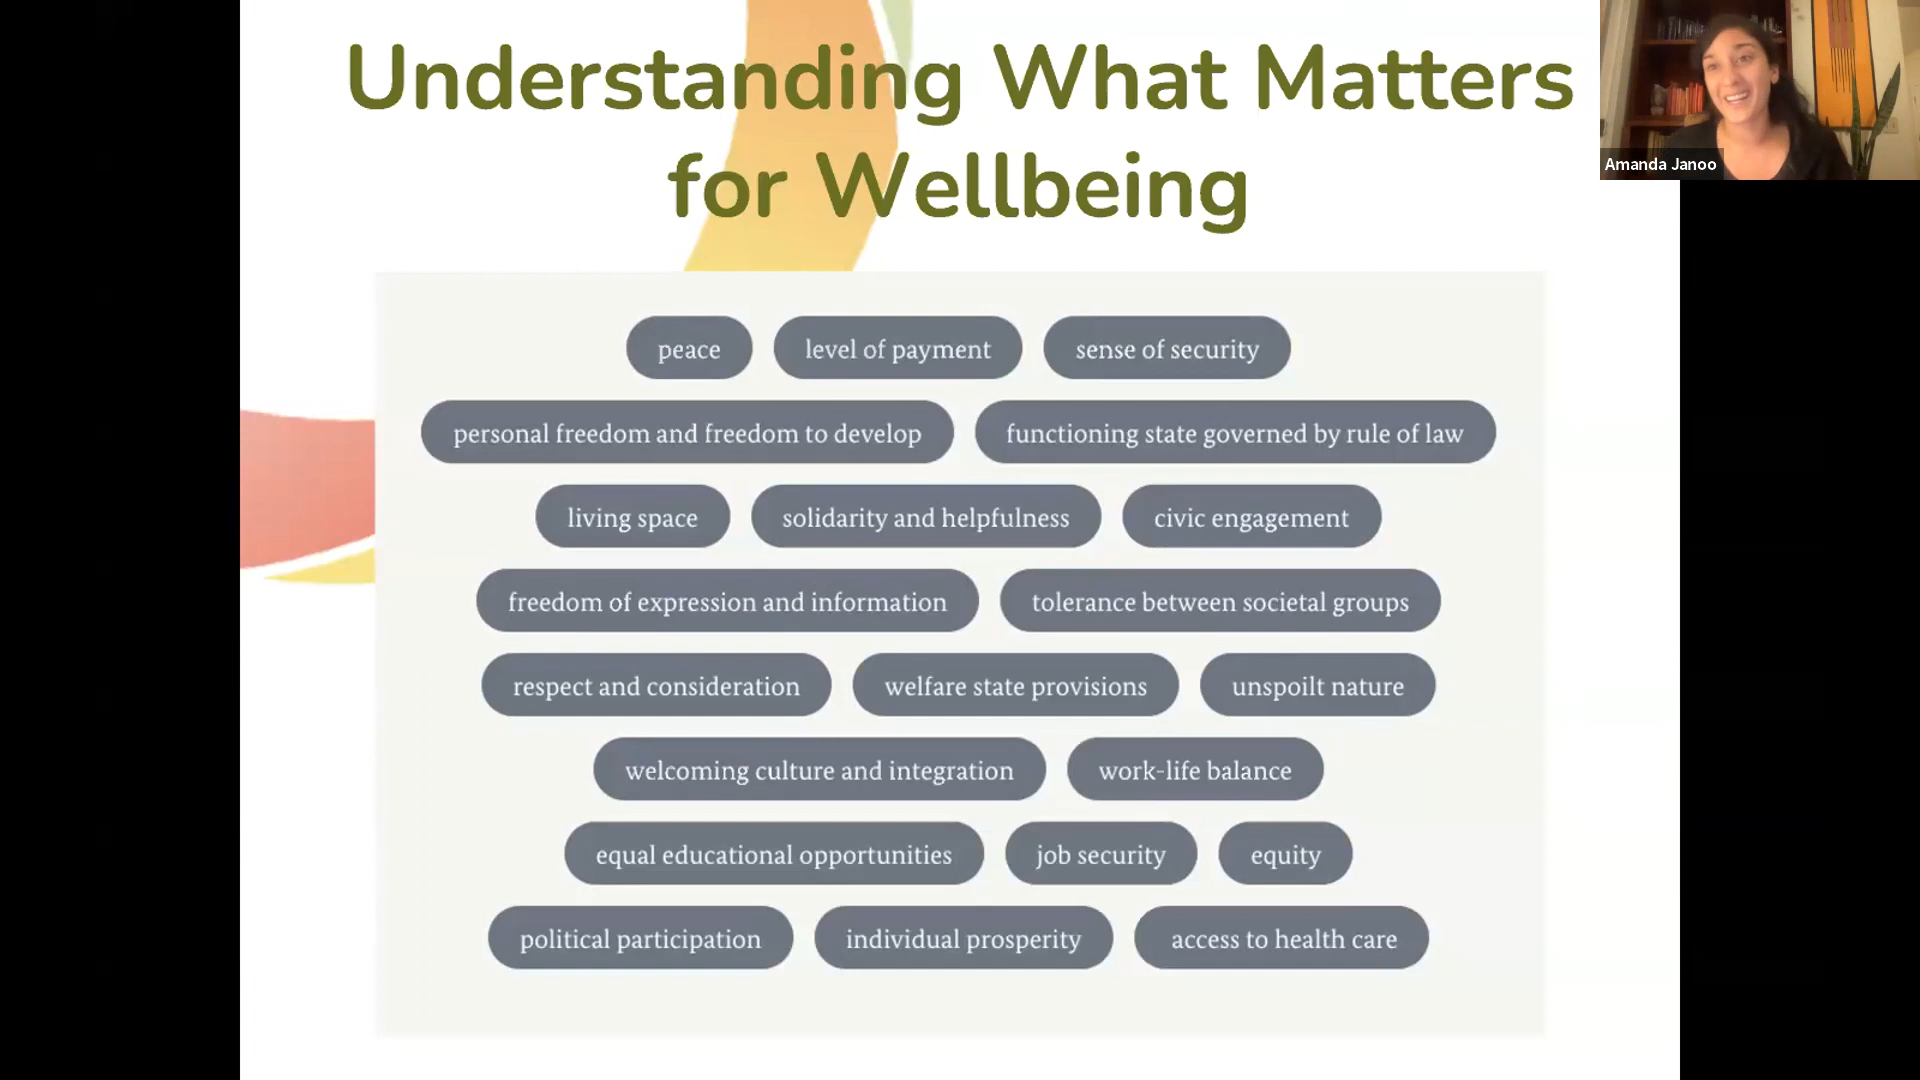 Understanding What Matters
for Wellbeing
Amanda Janoo
peace level of payment sense of security
personal freedom and freedom to develop functioning state governed by rule of law
living space solidarity and helpfulness civic engagement
freedom of expression and information tolerance between societal groups
respect and consideration welfare state provisions unspoilt nature
welcoming culture and integration work-life balance
equal educational opportunities job security equity
political participation individual prosperity access to health care